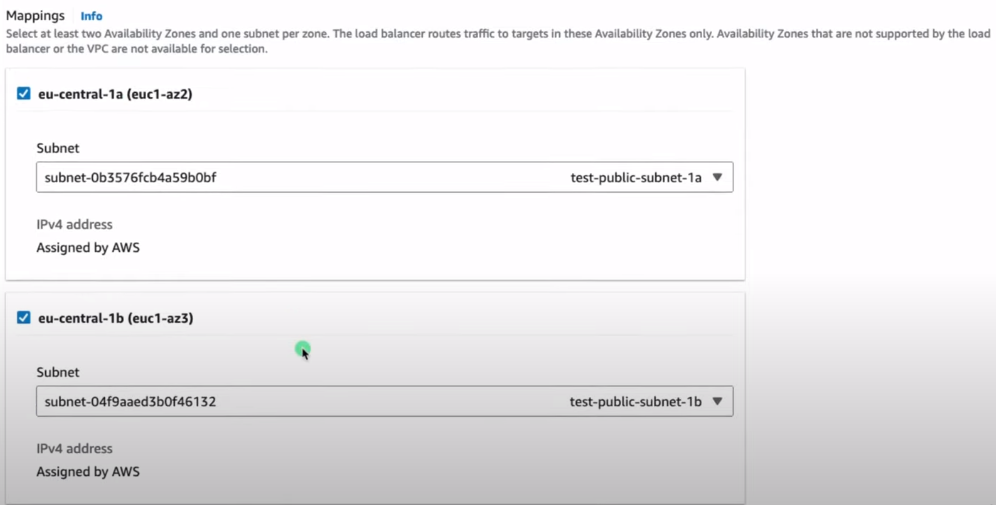 Mappings Info
Select at least two Availability Zones and one subnet per zone. The load balancer routes traffic to targets in these Availability Zones only. Availability Zones that are not supported by the load
balancer or the VPC are not available for selection.
eu-central-1a (euc1-az2)
Subnet
subnet-0b3576fcb4a59b0bf test-public-subnet-1a
IPv4 address
Assigned by AWS
eu-central-1b (euc1-az3)
Subnet
subnet-04f9aaed3b0f46132 test-public-subnet-1b
IPv4 address
Assigned by AWS